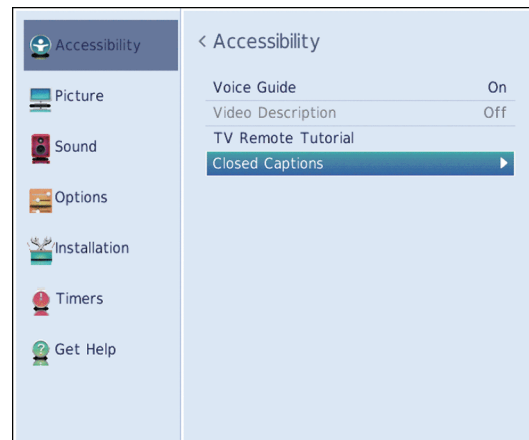 Accessibility
Picture
Sound
Options
Installation
Timers
Get Help
< Accessibility
Voice Guide On
Video Description Off
TV Remote Tutorial
Closed Captions